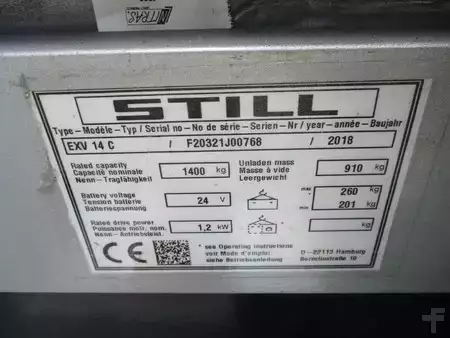 ITRAS
STILL
Type - Modèle - Typ / Serial no - No de série - Serien - Nr / year - année - Baujahr
EXV 14 C / F20321J00768 / 2018
Rated capacity
Capacité nominale
Nenn - Tragfähigkeit
1400 kg
Unladen mass
Masse à vide
Leergewicht
910 kg
Battery voltage
Tension batterie
Batteriespannung
24 V
max 260 kg
min 201 kg
Rated drive power
Puissance motr. nom.
Nenn - Antriebsleist.
1,2 kW
kg
CE
* see Operating instructions
voir Mode d'emploi
siehe Betriebsanleitung
D - 22113 Hamburg
Berzeliusstraße 10